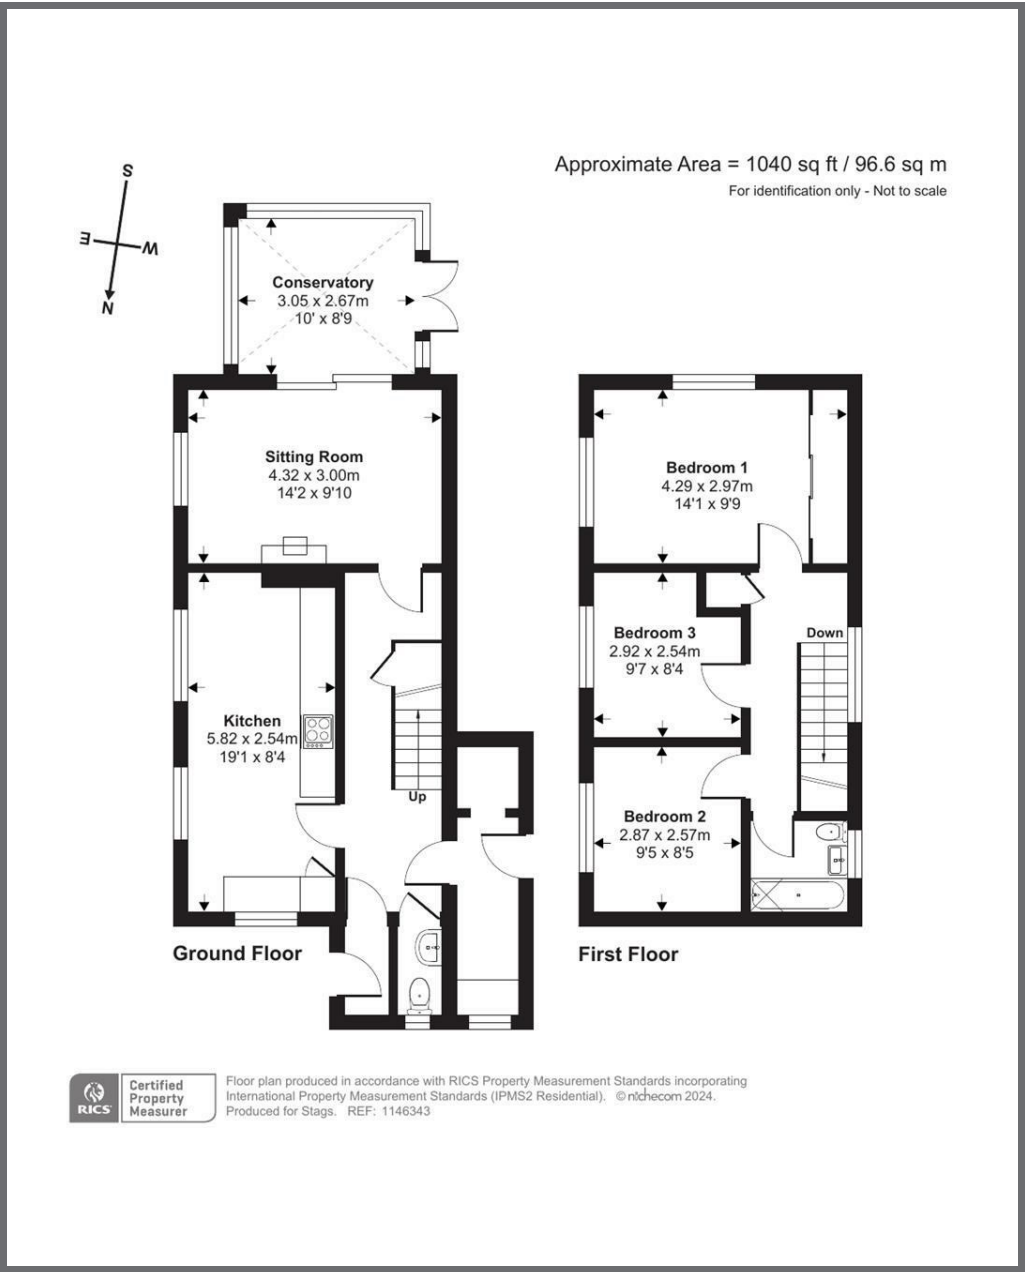 Approximate Area = 1040 sq ft / 96.6 sq m
For identification only - Not to scale
S
E
W
N
Conservatory
3.05 x 2.67m
10' x 8'9
Sitting Room
4.32 x 3.00m
14'2 x 9'10
Kitchen
5.82 x 2.54m
19'1 x 8'4
Up
Ground Floor
Bedroom 1
4.29 x 2.97m
14'1 x 9'9
Bedroom 3
2.92 x 2.54m
9'7 x 8'4
Down
Bedroom 2
2.87 x 2.57m
9'5 x 8'5
First Floor
RICS
Certified
Property
Measurer
Floor plan produced in accordance with RICS Property Measurement Standards incorporating
International Property Measurement Standards (IPMS2 Residential). © nichecom 2024.
Produced for Stags. REF: 1146343